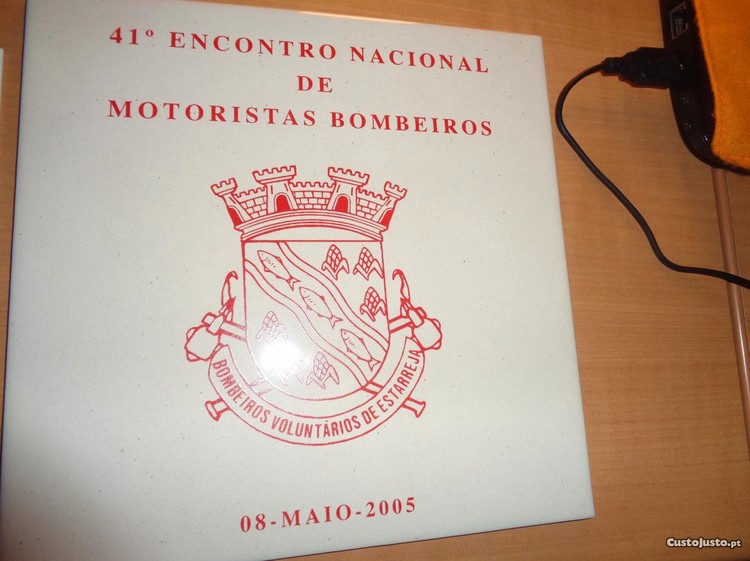 41º ENCONTRO NACIONAL
DE
MOTORISTAS BOMBEIROS
BOMBEIROS VOLUNTÁRIOS DE ESTARREJA
08-MAIO-2005
CustoJusto.pt